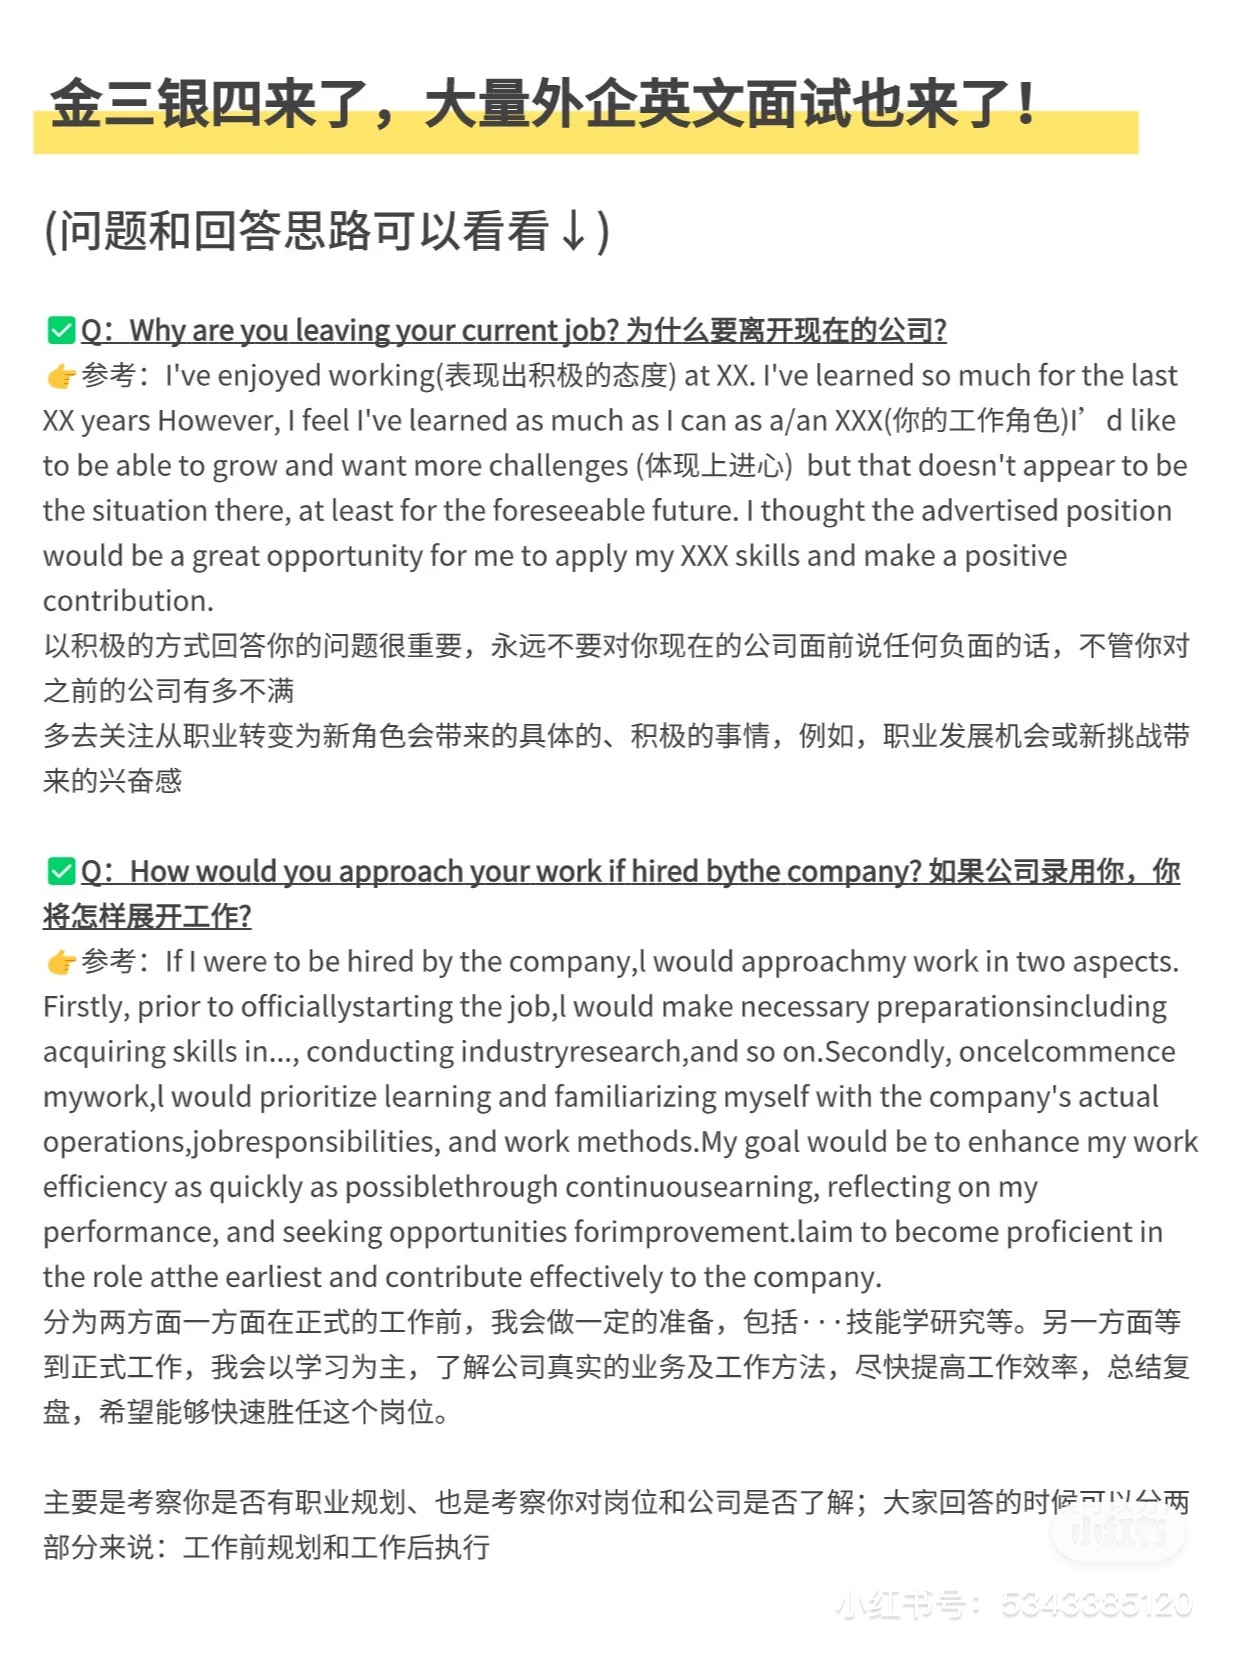 金三银四来了，大量外企英文面试也来了！
(问题和回答思路可以看看↓)
✅Q：Why are you leaving your current job? 为什么要离开现在的公司?
👉参考：I've enjoyed working(表现出积极的态度) at XX. I've learned so much for the last
XX years However, I feel I've learned as much as I can as a/an XXX(你的工作角色)I’d like
to be able to grow and want more challenges (体现上进心) but that doesn't appear to be
the situation there, at least for the foreseeable future. I thought the advertised position
would be a great opportunity for me to apply my XXX skills and make a positive
contribution.
以积极的方式回答你的问题很重要，永远不要对你现在的公司面前说任何负面的话，不管你对
之前的公司有多不满
多去关注从职业转变为新角色会带来的具体的、积极的事情，例如，职业发展机会或新挑战带
来的兴奋感
✅Q：How would you approach your work if hired bythe company? 如果公司录用你，你
将怎样展开工作?
👉参考：If I were to be hired by the company,l would approachmy work in two aspects.
Firstly, prior to officiallystarting the job,l would make necessary preparationsincluding
acquiring skills in..., conducting industryresearch,and so on.Secondly, oncelcommence
mywork,l would prioritize learning and familiarizing myself with the company's actual
operations,jobresponsibilities, and work methods.My goal would be to enhance my work
efficiency as quickly as possiblethrough continuousearning, reflecting on my
performance, and seeking opportunities forimprovement.laim to become proficient in
the role atthe earliest and contribute effectively to the company.
分为两方面一方面在正式的工作前，我会做一定的准备，包括···技能学研究等。另一方面等
到正式工作，我会以学习为主，了解公司真实的业务及工作方法，尽快提高工作效率，总结复
盘，希望能够快速胜任这个岗位。
主要是考察你是否有职业规划、也是考察你对岗位和公司是否了解；大家回答的时候可以分两
部分来说：工作前规划和工作后执行
小红书
小红书号：5343385120